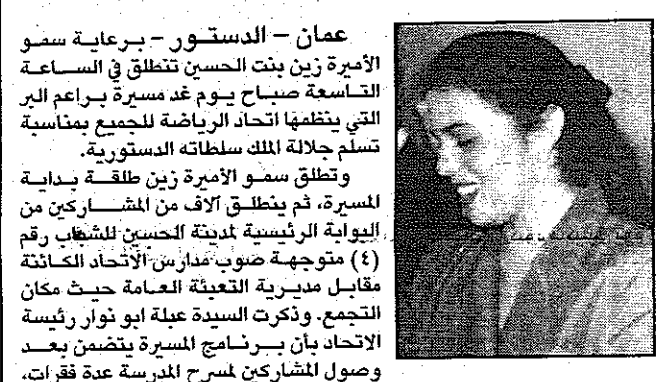 عمان – الدستور – برعاية سمو
الأميرة زين بنت الحسين تنطلق في الساعة
التاسعة صباح يوم غد مسيرة براعم البر
التي ينظمها اتحاد الرياضة للجميع بمناسبة
تسلم جلالة الملك سلطاته الدستورية.
وتطلق سمو الأميرة زين طلقة بداية
المسيرة، ثم ينطلق آلاف من المشاركين من
البوابة الرئيسية لمدينة الحسين للشباب رقم
(٤) متوجهة صوب مدارس الاتحاد الكائنة
مقابل مديرية التعبئة العامة حيث مكان
التجمع. وذكرت السيدة عبلة ابو نوار رئيسة
الاتحاد بأن برنامج المسيرة يتضمن بعد
وصول المشاركين لمسرح المدرسة عدة فقرات،